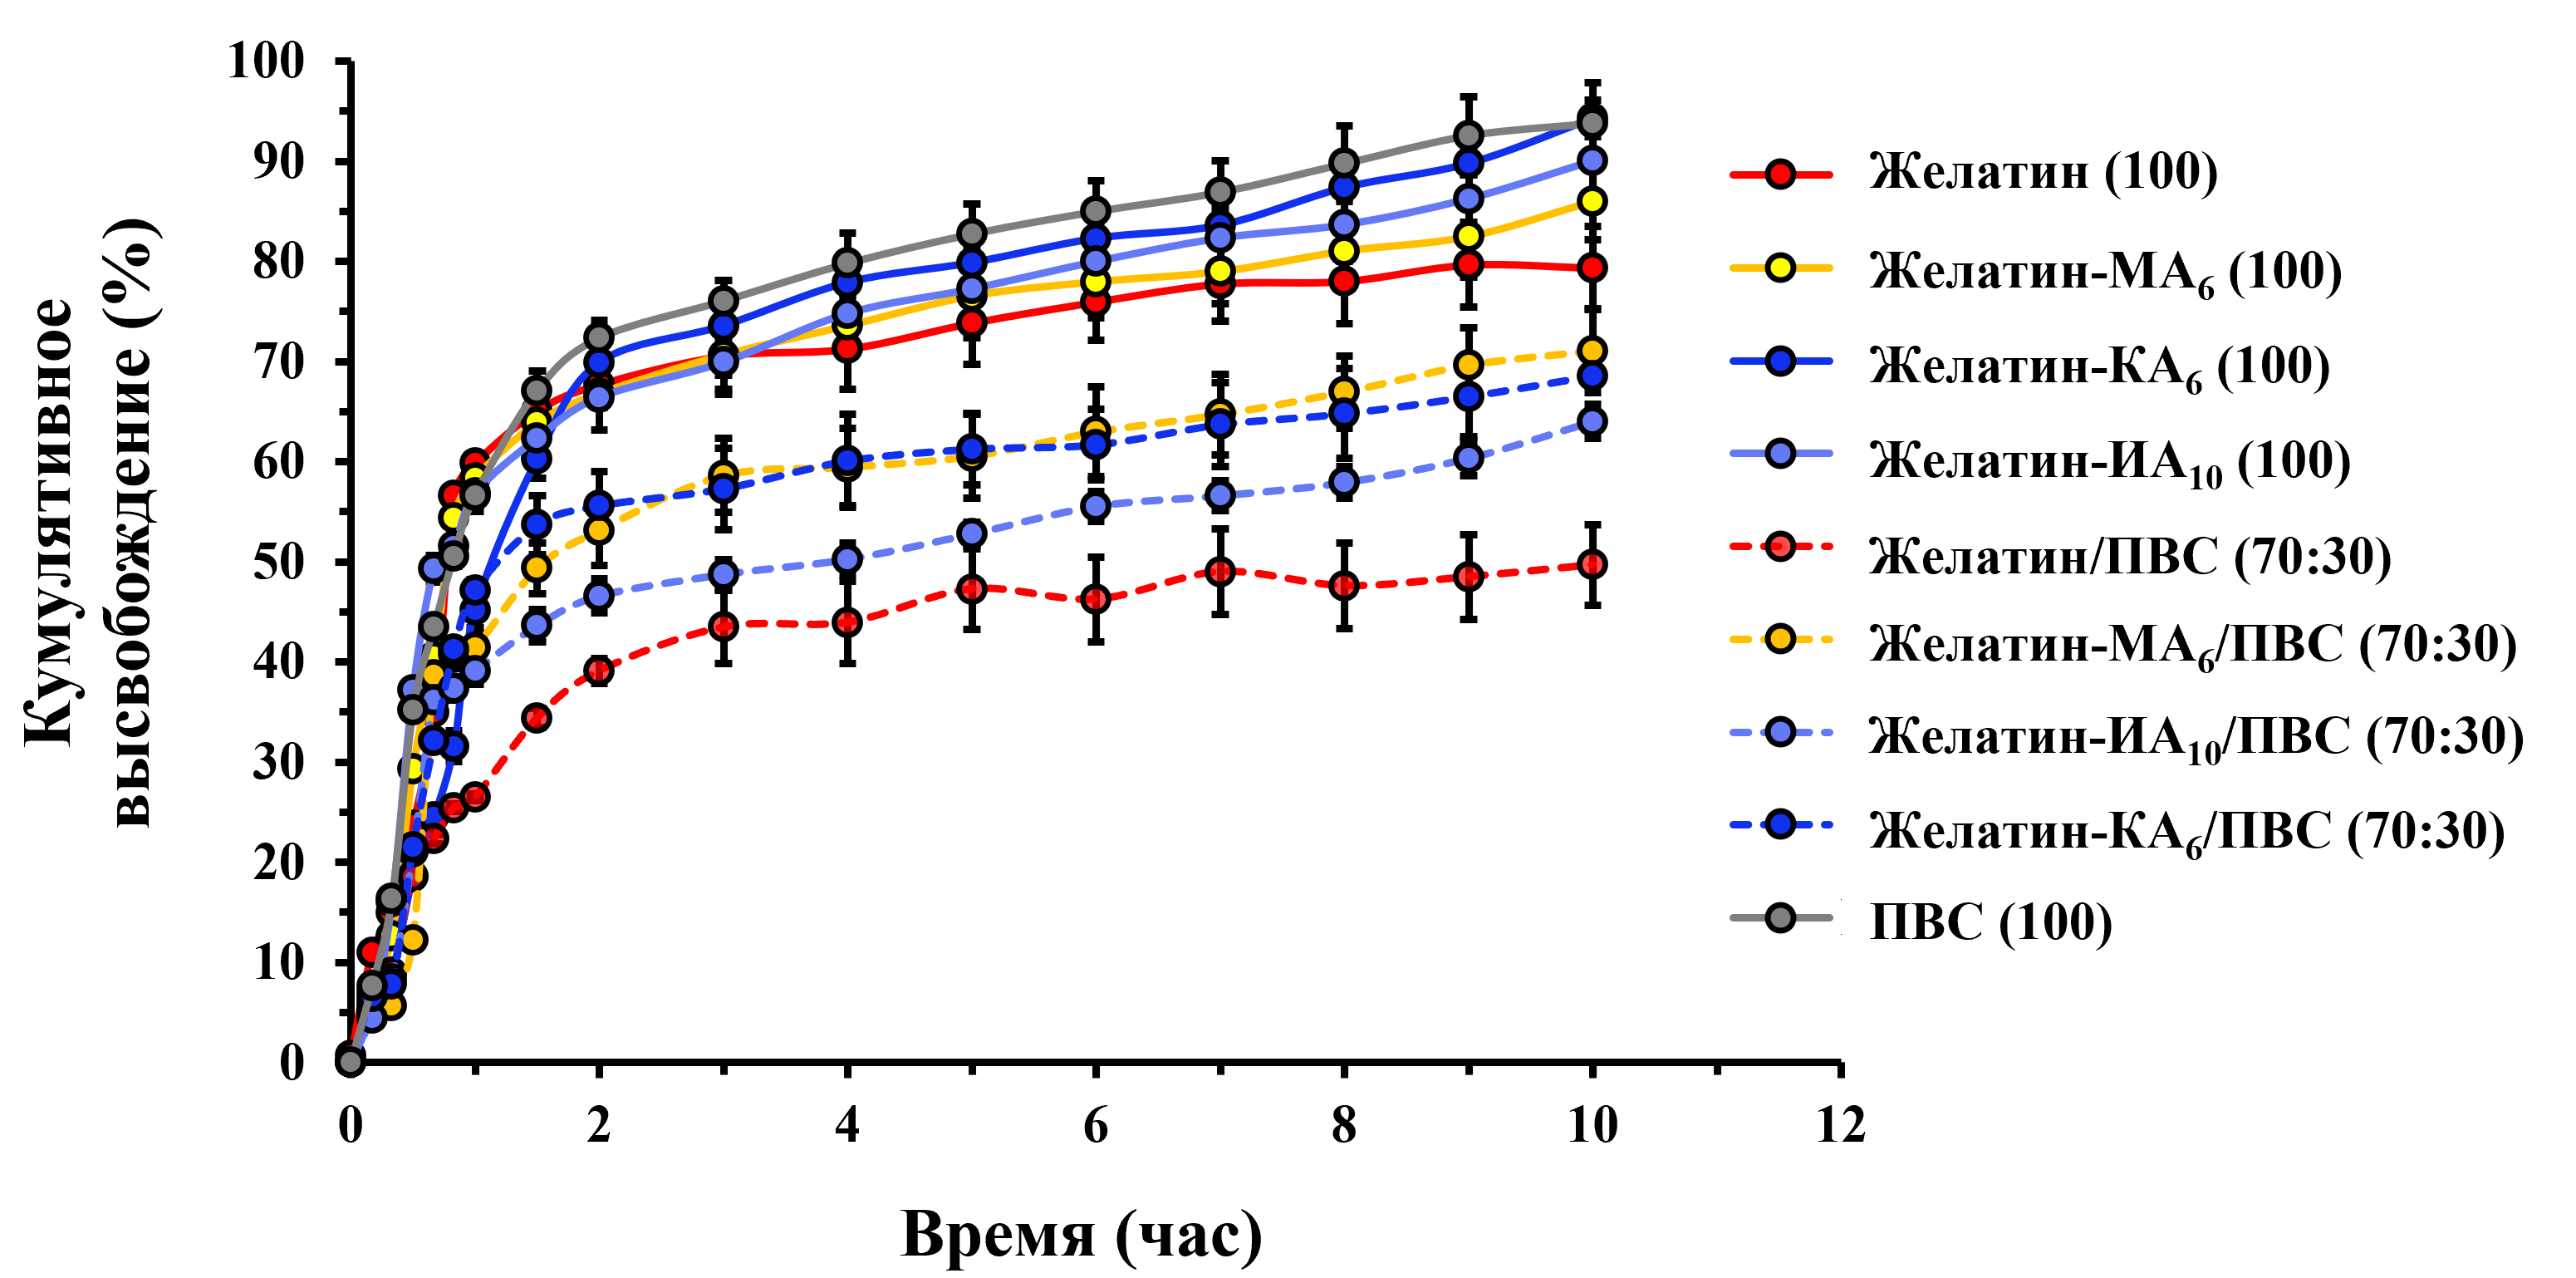 Кумулятивное
высвобождение (%)
100
90
80
70
60
50
40
30
20
10
0
0 2 4 6 8 10 12
Время (час)
Желатин (100)
Желатин-МА6 (100)
Желатин-КА6 (100)
Желатин-ИА10 (100)
Желатин/ПВС (70:30)
Желатин-МА6/ПВС (70:30)
Желатин-ИА10/ПВС (70:30)
Желатин-КА6/ПВС (70:30)
ПВС (100)